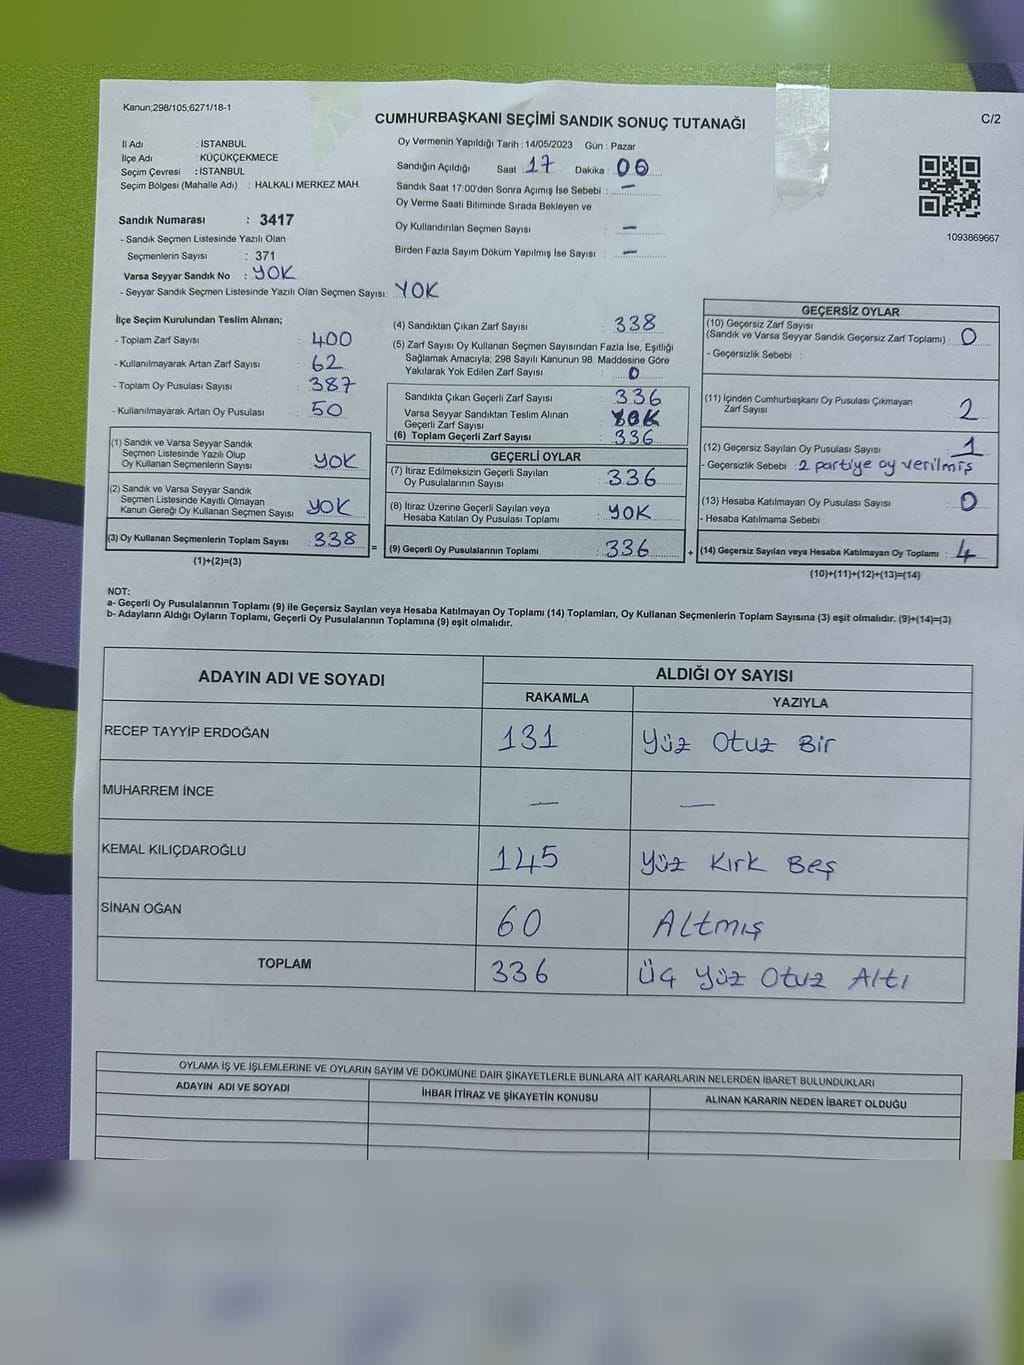 Kanun;298/105;6271/18-1
CUMHURBAŞKANI SEÇİMİ SANDIK SONUÇ TUTANAĞI
C/2
İl Adı : İSTANBUL
İlçe Adı : KÜÇÜKÇEKMECE
Seçim Çevresi : İSTANBUL
Seçim Bölgesi (Mahalle Adı) : HALKALI MERKEZ MAH.
Oy Vermenin Yapıldığı Tarih : 14/05/2023 Gün : Pazar
Sandığın Açıldığı Saat : 17 Dakika : 06
Sandık Saat 17:00'den Sonra Açımış İse Sebebi : –
Oy Verme Saati Bitiminde Sırada Bekleyen ve
Oy Kullandırılan Seçmen Sayısı : –
Birden Fazla Sayım Döküm Yapılmış İse Sayısı : –
1093869667
Sandık Numarası : 3417
- Sandık Seçmen Listesinde Yazılı Olan
Seçmenlerin Sayısı : 371
Varsa Seyyar Sandık No : YOK
- Seyyar Sandık Seçmen Listesinde Yazılı Olan Seçmen Sayısı: YOK
İlçe Seçim Kurulundan Teslim Alınan;
- Toplam Zarf Sayısı : 400
- Kullanılmayarak Artan Zarf Sayısı : 62
- Toplam Oy Pusulası Sayısı : 387
- Kullanılmayarak Artan Oy Pusulası : 50
(1) Sandık ve Varsa Seyyar Sandık
Seçmen Listesinde Yazılı Olup
Oy Kullanan Seçmenlerin Sayısı : YOK
(2) Sandık ve Varsa Seyyar Sandık
Seçmen Listesinde Kayıtlı Olmayan
Kanun Gereği Oy Kullanan Seçmen Sayısı : YOK
(3) Oy Kullanan Seçmenlerin Toplam Sayısı : 338
(1)+(2)=(3)
(4) Sandıktan Çıkan Zarf Sayısı : 338
(5) Zarf Sayısı Oy Kullanan Seçmen Sayısından Fazla İse, Eşitliği
Sağlamak Amacıyla; 298 Sayılı Kanunun 98. Maddesine Göre
Yakılarak Yok Edilen Zarf Sayısı : 0
Sandıkta Çıkan Geçerli Zarf Sayısı : 336
Varsa Seyyar Sandıktan Teslim Alınan
Geçerli Zarf Sayısı : YOK
(6) Toplam Geçerli Zarf Sayısı : 336
GEÇERLİ OYLAR
(7) İtiraz Edilmeksizin Geçerli Sayılan
Oy Pusulalarının Sayısı : 336
(8) İtiraz Üzerine Geçerli Sayılan veya
Hesaba Katılan Oy Pusulası Toplamı : YOK
= (9) Geçerli Oy Pusulalarının Toplamı : 336
GEÇERSİZ OYLAR
(10) Geçersiz Zarf Sayısı
(Sandık ve Varsa Seyyar Sandık Geçersiz Zarf Toplamı) : 0
- Geçersizlik Sebebi :
(11) İçinden Cumhurbaşkanı Oy Pusulası Çıkmayan
Zarf Sayısı : 2
(12) Geçersiz Sayılan Oy Pusulası Sayısı : 1
- Geçersizlik Sebebi : 2 partiye oy verilmiş
(13) Hesaba Katılmayan Oy Pusulası Sayısı : 0
- Hesaba Katılmama Sebebi :
+ (14) Geçersiz Sayılan veya Hesaba Katılmayan Oy Toplamı : 4
(10)+(11)+(12)+(13)=(14)
NOT:
a- Geçerli Oy Pusulalarının Toplamı (9) ile Geçersiz Sayılan veya Hesaba Katılmayan Oy Toplamı (14) Toplamları, Oy Kullanan Seçmenlerin Toplam Sayısına (3) eşit olmalıdır. (9)+(14)=(3)
b- Adayların Aldığı Oyların Toplamı, Geçerli Oy Pusulalarının Toplamına (9) eşit olmalıdır.
ADAYIN ADI VE SOYADI
ALDIĞI OY SAYISI
RAKAMLA YAZIYLA
RECEP TAYYİP ERDOĞAN 131 Yüz Otuz Bir
MUHARREM İNCE – –
KEMAL KILIÇDAROĞLU 145 Yüz Kırk Beş
SİNAN OĞAN 60 Altmış
TOPLAM 336 Üç Yüz Otuz Altı
OYLAMA İŞ VE İŞLEMLERİNE VE OYLARIN SAYIM VE DÖKÜMÜNE DAİR ŞİKAYETLERLE BUNLARA AİT KARARLARIN NELERDEN İBARET BULUNDUKLARI
ADAYIN ADI VE SOYADI İHBAR İTİRAZ VE ŞİKAYETİN KONUSU ALINAN KARARIN NEDEN İBARET OLDUĞU